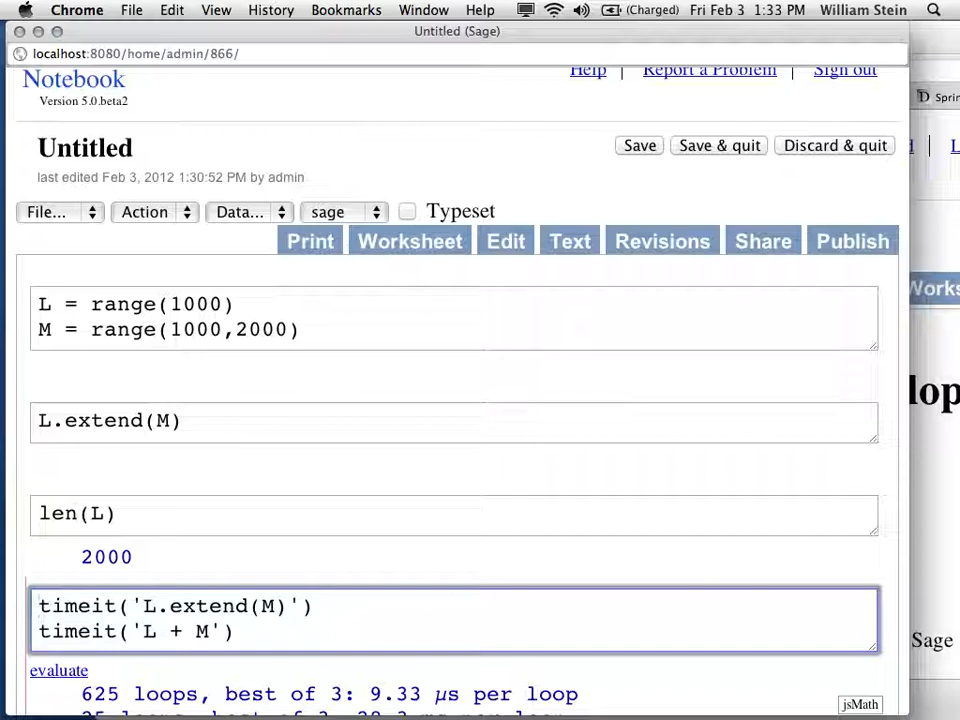 Chrome File Edit View History Bookmarks Window Help (Charged) Fri Feb 3 1:33 PM William Stein
Untitled (Sage)
localhost:8080/home/admin/866/
Notebook
Version 5.0.beta2
Help | Report a Problem | Sign out
Untitled
last edited Feb 3, 2012 1:30:52 PM by admin
Save Save & quit Discard & quit
File... Action Data... sage Typeset
Print Worksheet Edit Text Revisions Share Publish
L = range(1000)
M = range(1000,2000)
L.extend(M)
len(L)
2000
timeit('L.extend(M)')
timeit('L + M')
evaluate
625 loops, best of 3: 9.33 µs per loop
jsMath
Sage